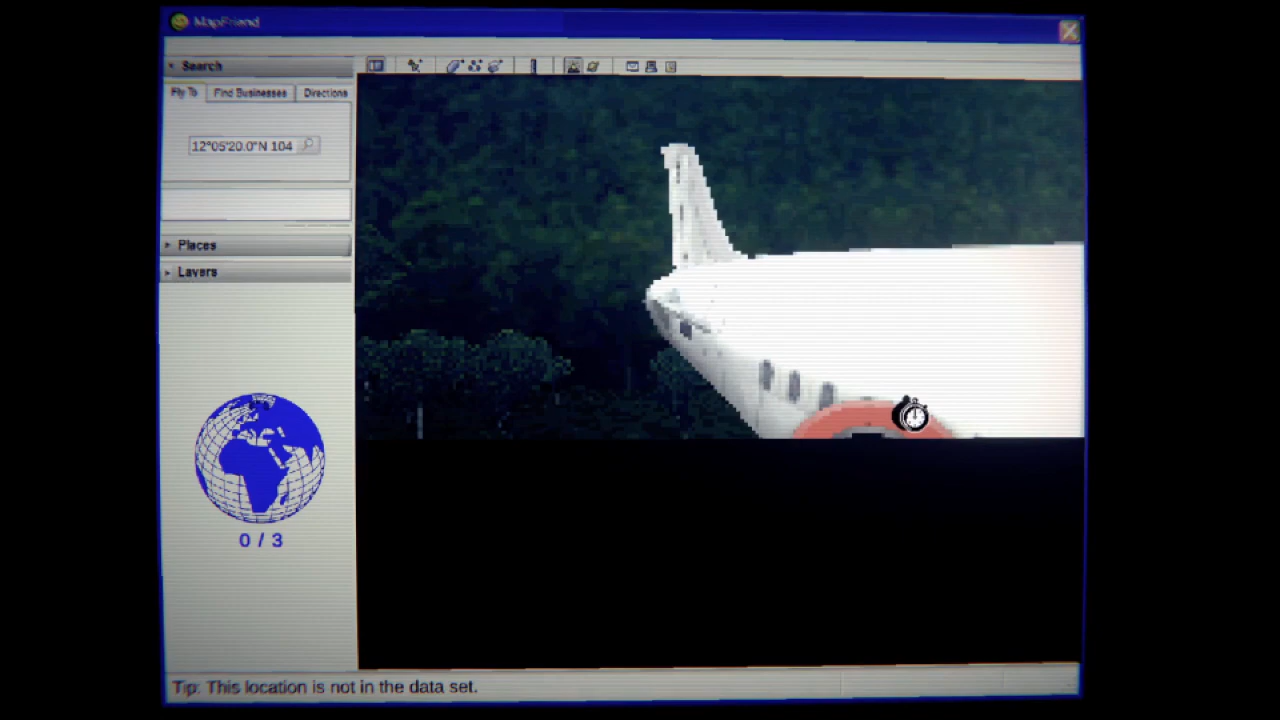 MapFriend
Search
Fly To
Find Businesses
Directions
12°05'20.0"N 104
Places
Layers
0 / 3
Tip: This location is not in the data set.